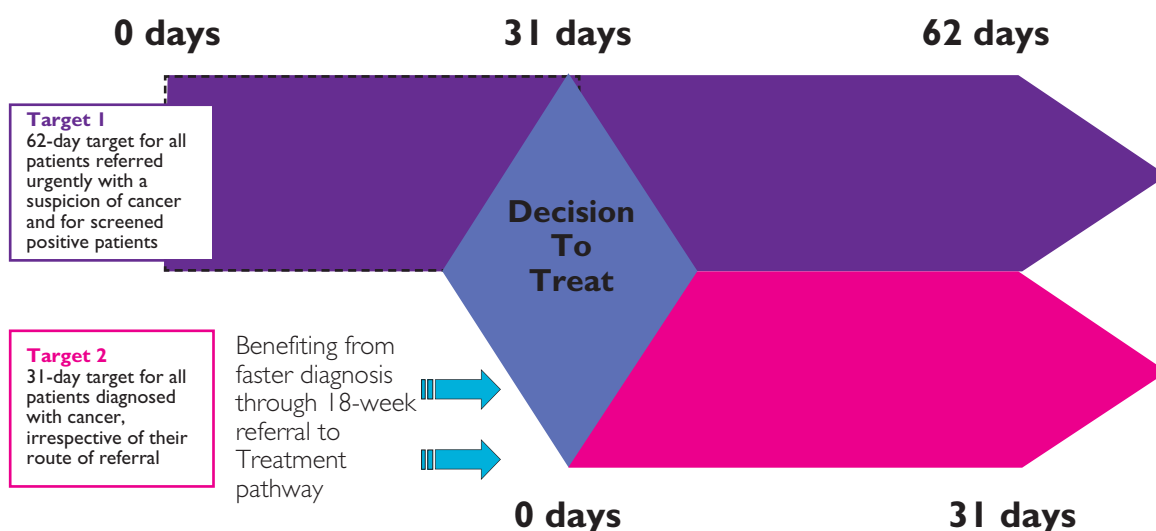 0 days
31 days
62 days
Target 1
62-day target for all
patients referred
urgently with a
suspicion of cancer
and for screened
positive patients
Decision
To
Treat
Target 2
31-day target for all
patients diagnosed
with cancer,
irrespective of their
route of referral
Benefiting from
faster diagnosis
through 18-week
referral to
Treatment
pathway
0 days
31 days